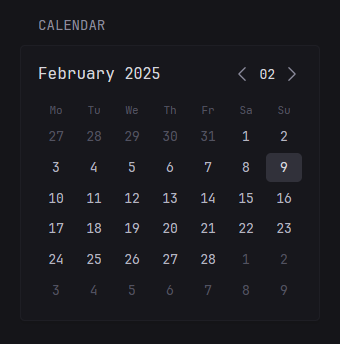 CALENDAR
February 2025 02
Mo Tu We Th Fr Sa Su
27 28 29 30 31 1 2
3 4 5 6 7 8 9
10 11 12 13 14 15 16
17 18 19 20 21 22 23
24 25 26 27 28 1 2
3 4 5 6 7 8 9